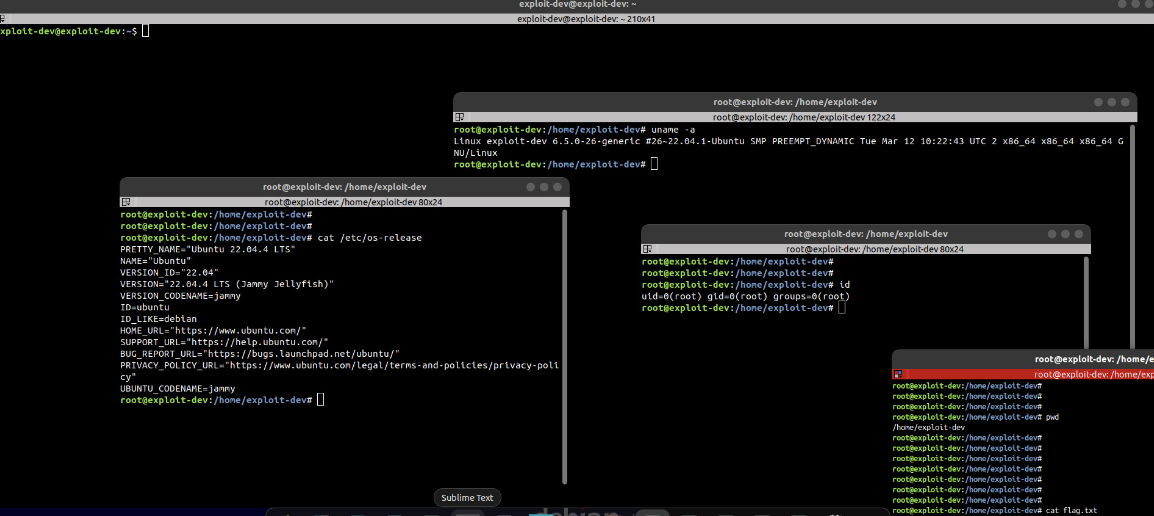 exploit-dev@exploit-dev: ~
exploit-dev@exploit-dev: ~ 210x41
xploit-dev@exploit-dev:~$
root@exploit-dev: /home/exploit-dev
root@exploit-dev: /home/exploit-dev 122x24
root@exploit-dev:/home/exploit-dev# uname -a
Linux exploit-dev 6.5.0-26-generic #26~22.04.1-Ubuntu SMP PREEMPT_DYNAMIC Tue Mar 12 10:22:43 UTC 2 x86_64 x86_64 x86_64 G
NU/Linux
root@exploit-dev:/home/exploit-dev#
root@exploit-dev: /home/exploit-dev
root@exploit-dev: /home/exploit-dev 80x24
root@exploit-dev:/home/exploit-dev#
root@exploit-dev:/home/exploit-dev#
root@exploit-dev:/home/exploit-dev# cat /etc/os-release
PRETTY_NAME="Ubuntu 22.04.4 LTS"
NAME="Ubuntu"
VERSION_ID="22.04"
VERSION="22.04.4 LTS (Jammy Jellyfish)"
VERSION_CODENAME=jammy
ID=ubuntu
ID_LIKE=debian
HOME_URL="https://www.ubuntu.com/"
SUPPORT_URL="https://help.ubuntu.com/"
BUG_REPORT_URL="https://bugs.launchpad.net/ubuntu/"
PRIVACY_POLICY_URL="https://www.ubuntu.com/legal/terms-and-policies/privacy-poli
cy"
UBUNTU_CODENAME=jammy
root@exploit-dev:/home/exploit-dev#
root@exploit-dev: /home/exploit-dev
root@exploit-dev: /home/exploit-dev 80x24
root@exploit-dev:/home/exploit-dev#
root@exploit-dev:/home/exploit-dev#
root@exploit-dev:/home/exploit-dev# id
uid=0(root) gid=0(root) groups=0(root)
root@exploit-dev:/home/exploit-dev#
root@exploit-dev: /home/e
root@exploit-dev: /home/exp
root@exploit-dev:/home/exploit-dev#
root@exploit-dev:/home/exploit-dev#
root@exploit-dev:/home/exploit-dev#
root@exploit-dev:/home/exploit-dev# pwd
/home/exploit-dev
root@exploit-dev:/home/exploit-dev#
root@exploit-dev:/home/exploit-dev#
root@exploit-dev:/home/exploit-dev#
root@exploit-dev:/home/exploit-dev#
root@exploit-dev:/home/exploit-dev#
root@exploit-dev:/home/exploit-dev#
root@exploit-dev:/home/exploit-dev#
root@exploit-dev:/home/exploit-dev# cat flag.txt
Sublime Text
debian